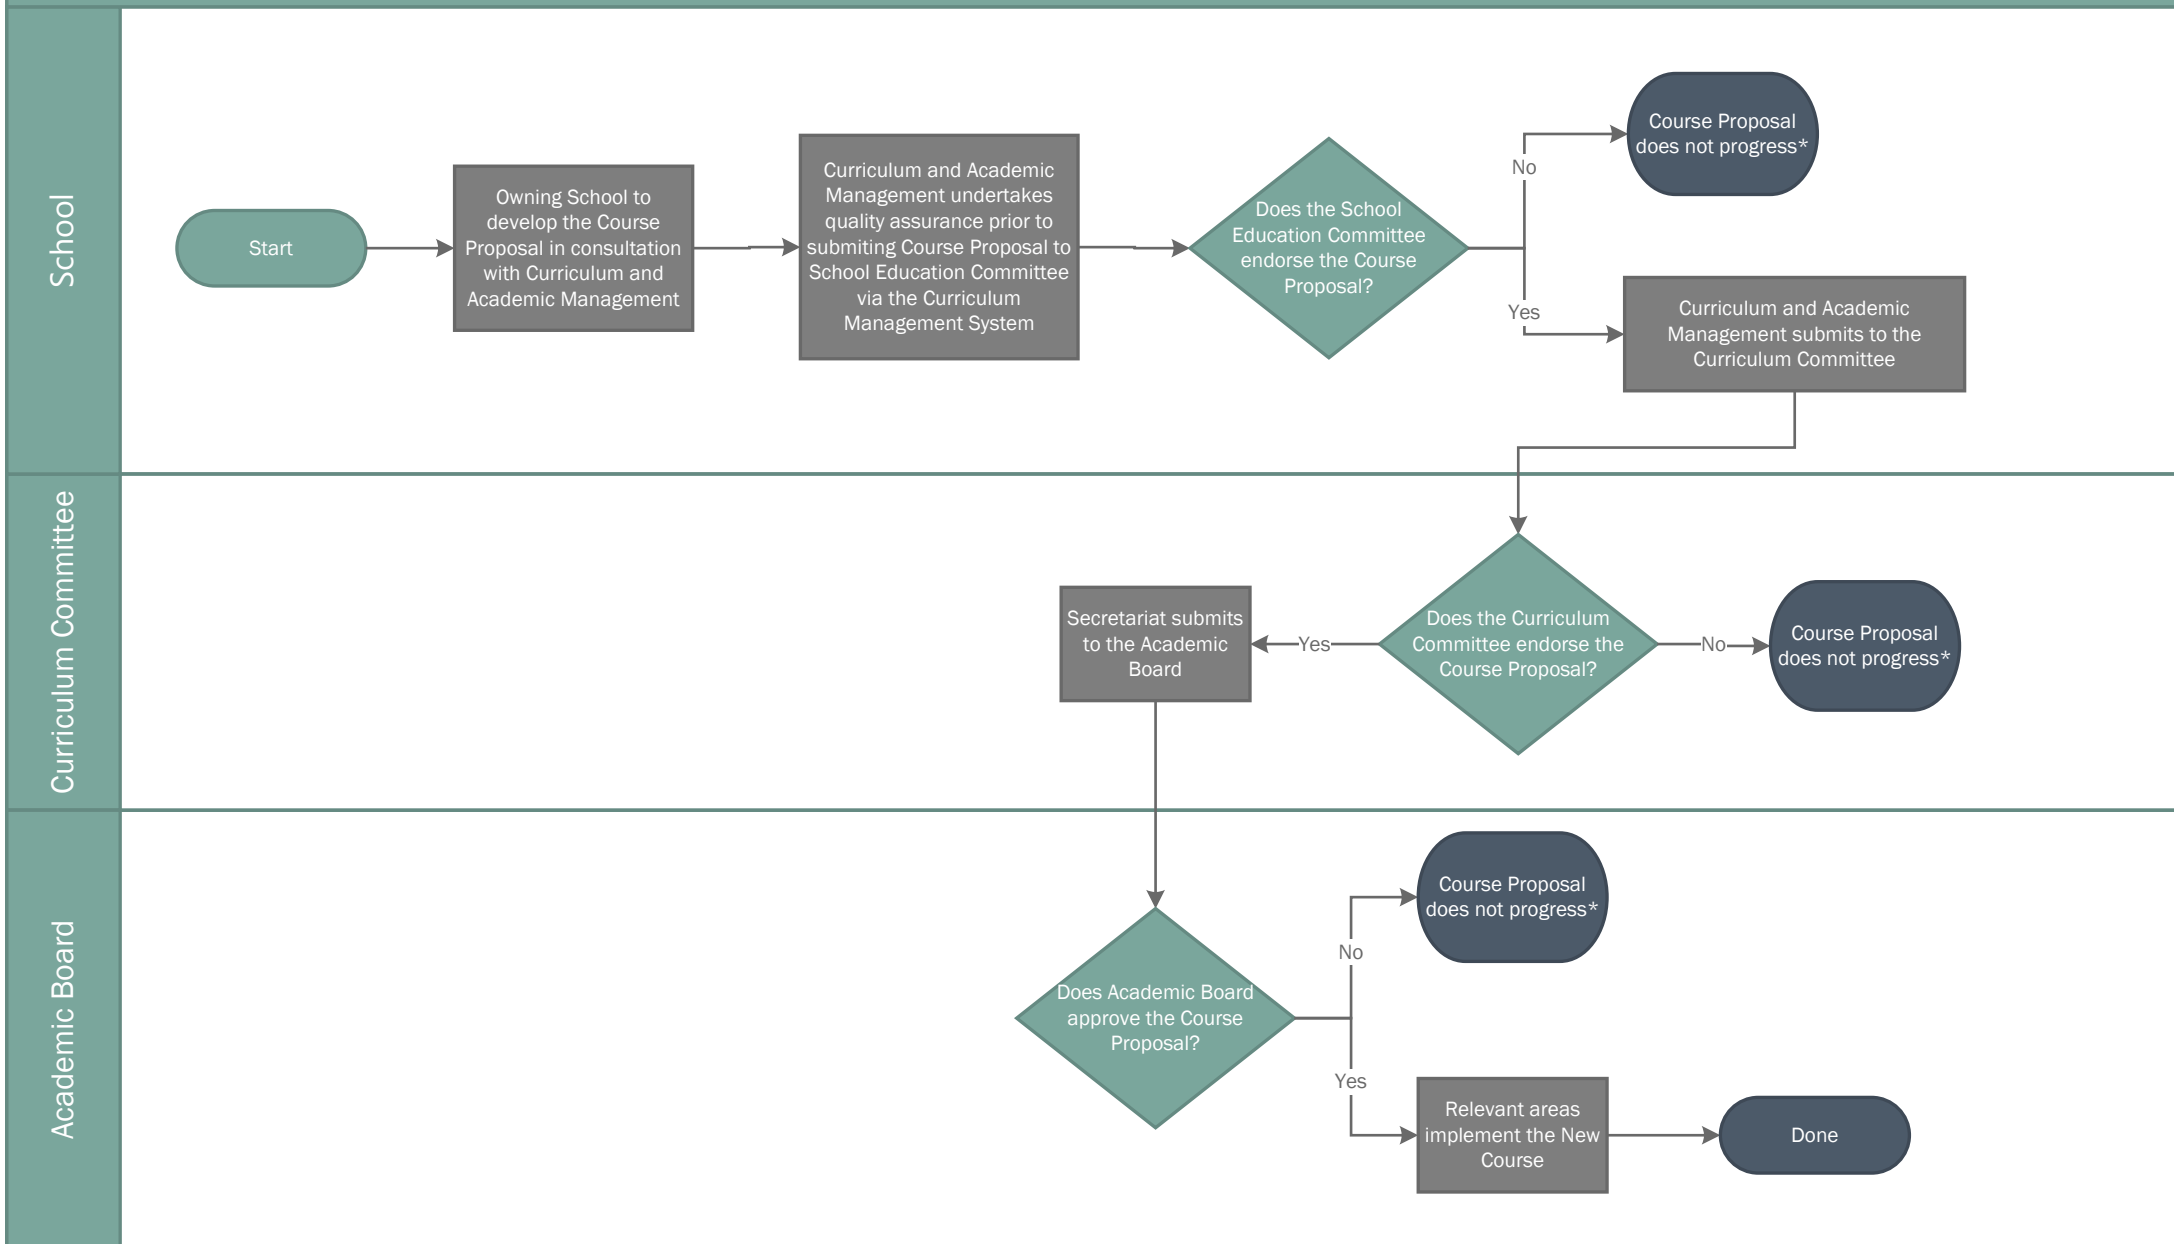 School
Start
Owning School to
develop the Course
Proposal in consultation
with Curriculum and
Academic Management
Curriculum and Academic
Management undertakes
quality assurance prior to
submiting Course Proposal to
School Education Committee
via the Curriculum
Management System
Does the School
Education Committee
endorse the Course
Proposal?
No
Course Proposal
does not progress*
Yes
Curriculum and Academic
Management submits to the
Curriculum Committee
Curriculum Committee
Does the Curriculum
Committee endorse the
Course Proposal?
No
Course Proposal
does not progress*
Yes
Secretariat submits
to the Academic
Board
Academic Board
Does Academic Board
approve the Course
Proposal?
No
Course Proposal
does not progress*
Yes
Relevant areas
implement the New
Course
Done